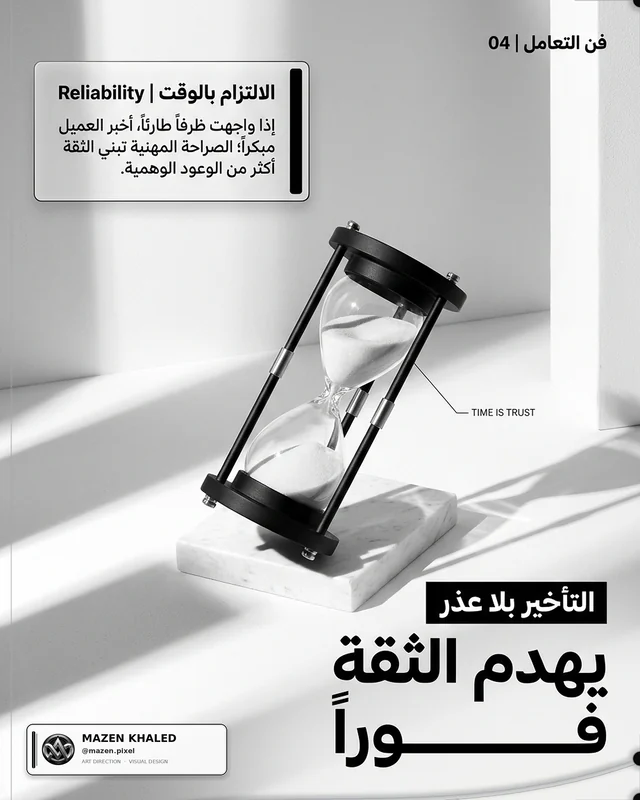 فن التعامل | 04
الالتزام بالوقت | Reliability
إذا واجهت ظرفاً طارئاً، أخبر العميل
مبكراً؛ الصراحة المهنية تبني الثقة
أكثر من الوعود الوهمية.
TIME IS TRUST
التأخير بلا عذر
يهدم الثقة
فـــوراً
MAZEN KHALED
@mazen.pixel
ART DIRECTION · VISUAL DESIGN